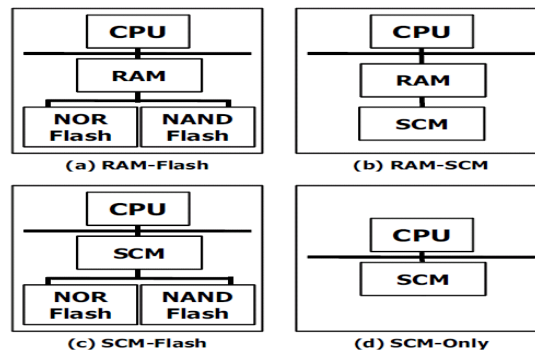 CPU
RAM
NOR
Flash
NAND
Flash
(a) RAM-Flash
CPU
RAM
SCM
(b) RAM-SCM
CPU
SCM
NOR
Flash
NAND
Flash
(c) SCM-Flash
CPU
SCM
(d) SCM-Only